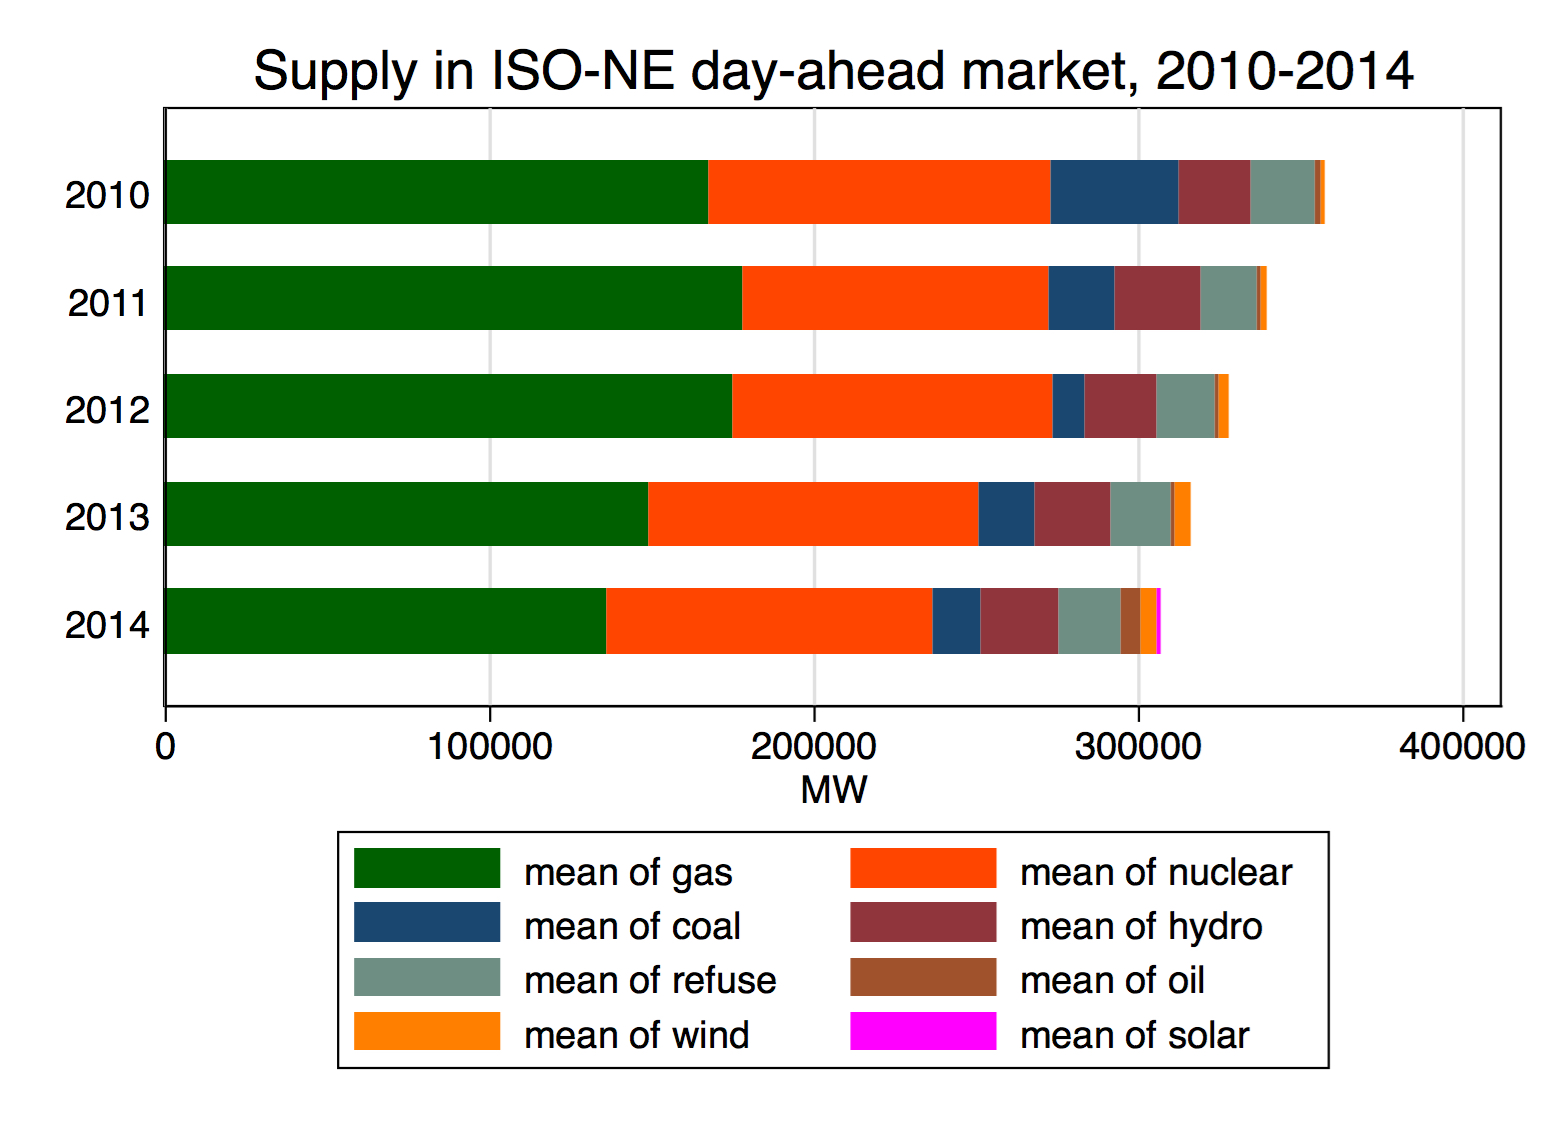 Supply in ISO-NE day-ahead market, 2010-2014
2010
2011
2012
2013
2014
0 100000 200000 300000 400000
MW
mean of gas mean of nuclear
mean of coal mean of hydro
mean of refuse mean of oil
mean of wind mean of solar